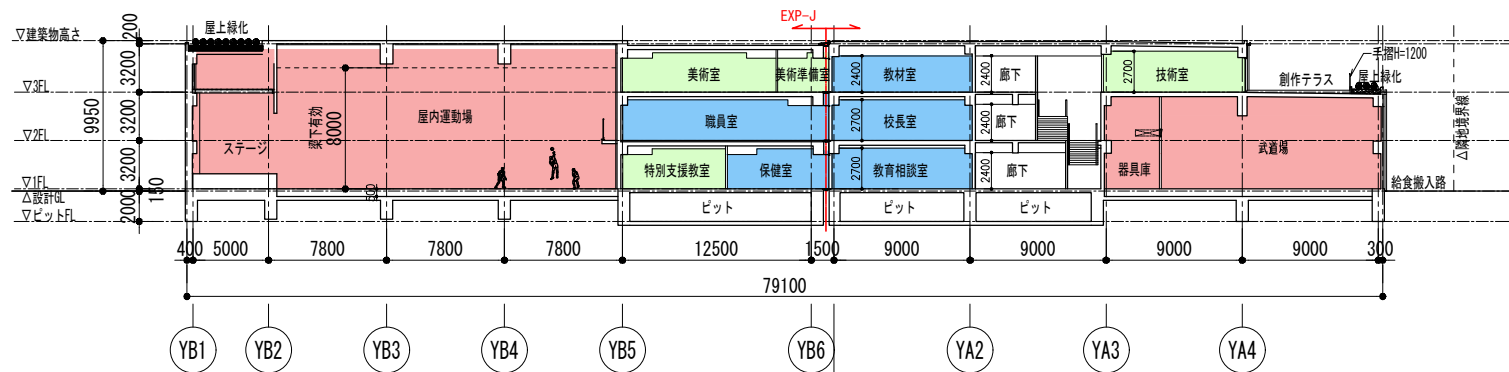 EXP-J
▽建築物高さ
200
屋上緑化
3200
▽3FL
9950
3200
▽2FL
3200
▽1FL
△設計GL
150
▽ピットFL
2000
ステージ
梁下有効
8000
屋内運動場
500
美術室
美術準備室
職員室
特別支援教室
保健室
ピット
2400
教材室
2700
校長室
2700
教育相談室
ピット
2400
廊下
2400
廊下
2400
廊下
ピット
2700
技術室
創作テラス
手摺H=1200
屋上緑化
器具庫
武道場
△隣地境界線
給食搬入路
400
5000
7800
7800
7800
12500
1500
9000
9000
9000
9000
300
79100
YB1
YB2
YB3
YB4
YB5
YB6
YA2
YA3
YA4